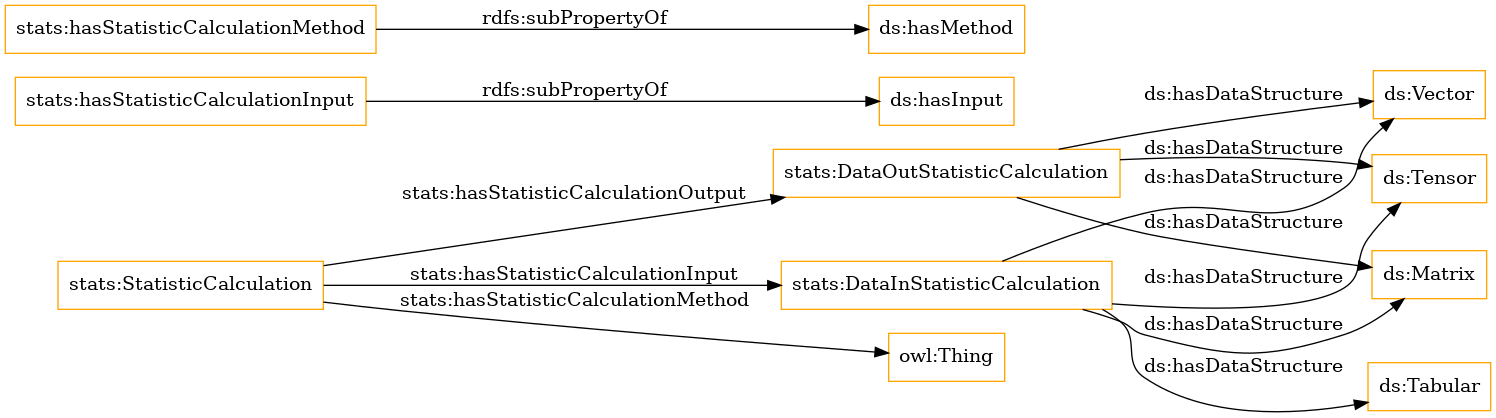 stats:hasStatisticCalculationMethod
rdfs:subPropertyOf
ds:hasMethod
stats:hasStatisticCalculationInput
rdfs:subPropertyOf
ds:hasInput
ds:hasDataStructure
ds:Vector
stats:DataOutStatisticCalculation
ds:hasDataStructure
ds:Tensor
ds:hasDataStructure
stats:hasStatisticCalculationOutput
ds:hasDataStructure
stats:StatisticCalculation
stats:hasStatisticCalculationInput
stats:DataInStatisticCalculation
ds:hasDataStructure
ds:Matrix
stats:hasStatisticCalculationMethod
ds:hasDataStructure
owl:Thing
ds:hasDataStructure
ds:Tabular